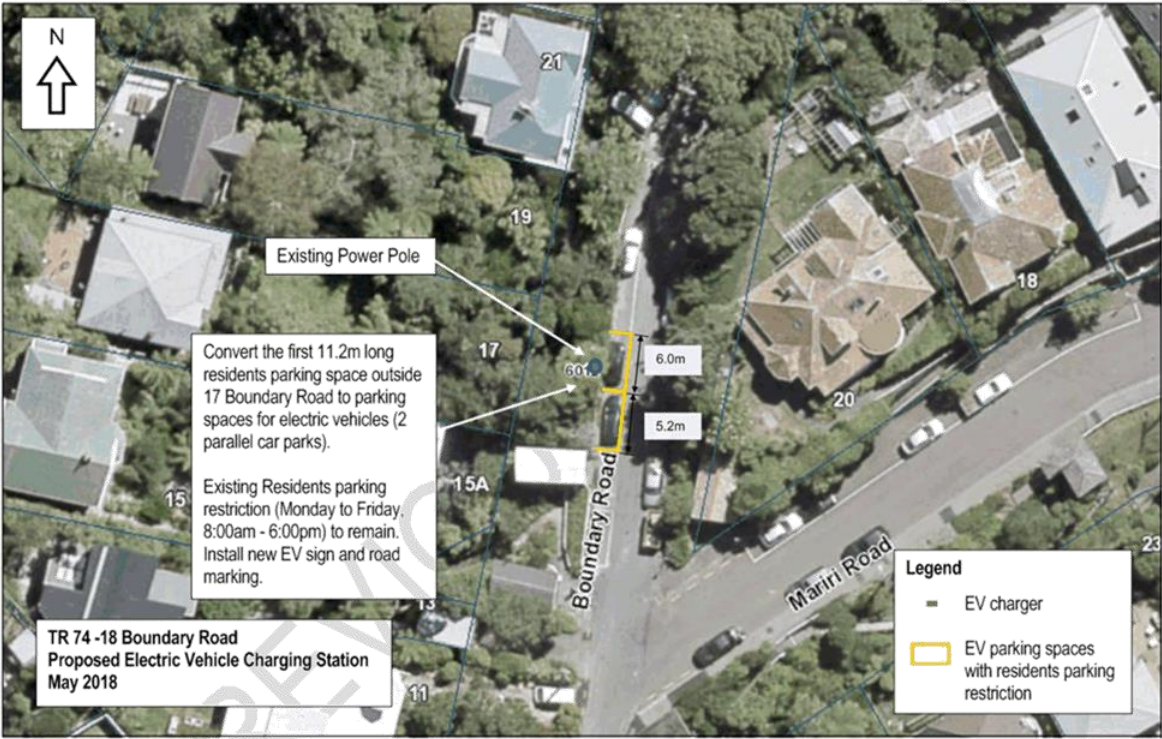 N
21
19
Existing Power Pole
18
17
6.0m
Convert the first 11.2m long
residents parking space outside
17 Boundary Road to parking
spaces for electric vehicles (2
parallel car parks).
Existing Residents parking
restriction (Monday to Friday,
8:00am - 6:00pm) to remain.
Install new EV sign and road
marking.
20
5.2m
15A
15
Boundary Road
Mariri Road
23
13
11
Legend
EV charger
EV parking spaces
with residents parking
restriction
TR 74 -18 Boundary Road
Proposed Electric Vehicle Charging Station
May 2018